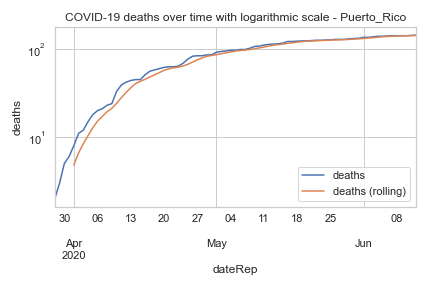 COVID-19 deaths over time with logarithmic scale - Puerto_Rico
10²
10¹
deaths
deaths
deaths (rolling)
30 06 13 20 27 04 11 18 25 08
Apr May Jun
2020
dateRep